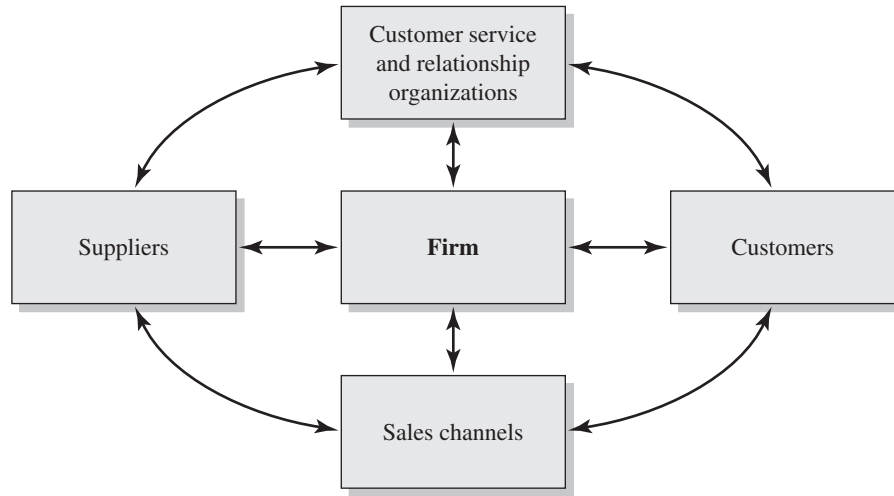 Customer service
and relationship
organizations
Suppliers
Firm
Customers
Sales channels